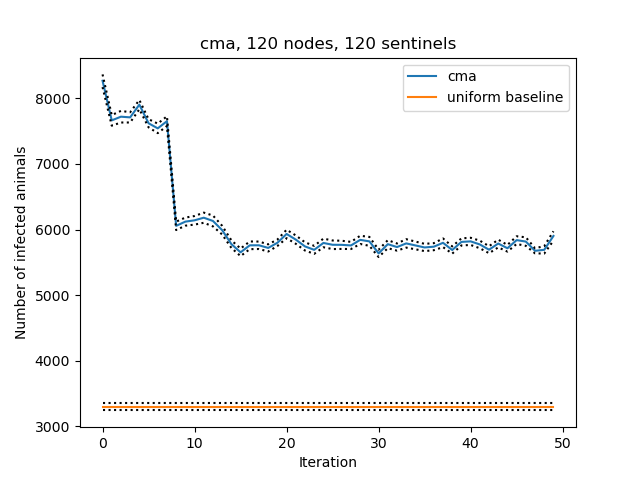 cma, 120 nodes, 120 sentinels
cma
uniform baseline
Number of infected animals
8000
7000
6000
5000
4000
3000
0 10 20 30 40 50
Iteration